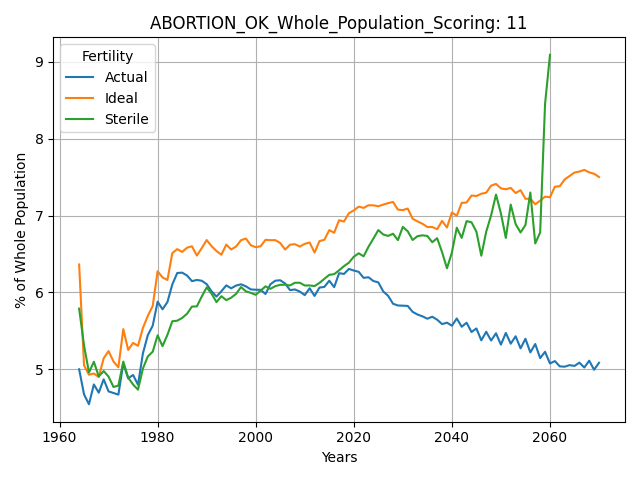 ABORTION_OK_Whole_Population_Scoring: 11
Fertility
Actual
Ideal
Sterile
% of Whole Population
9
8
7
6
5
1960
1980
2000
2020
2040
2060
Years